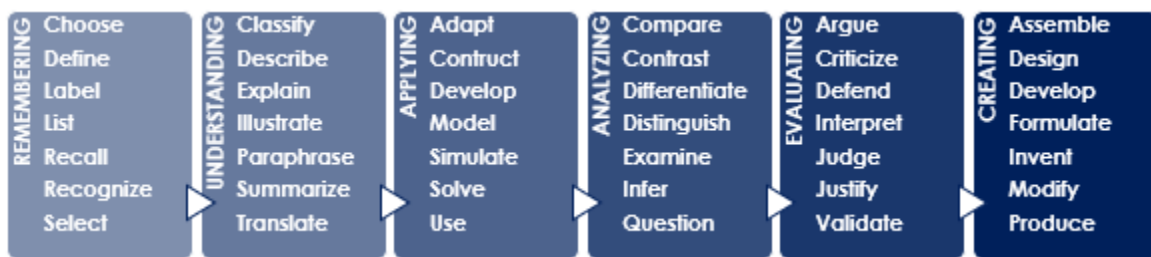 REMEMBERING
Choose
Define
Label
List
Recall
Recognize
Select
UNDERSTANDING
Classify
Describe
Explain
Illustrate
Paraphrase
Summarize
Translate
APPLYING
Adapt
Contruct
Develop
Model
Simulate
Solve
Use
ANALYZING
Compare
Contrast
Differentiate
Distinguish
Examine
Infer
Question
EVALUATING
Argue
Criticize
Defend
Interpret
Judge
Justify
Validate
CREATING
Assemble
Design
Develop
Formulate
Invent
Modify
Produce